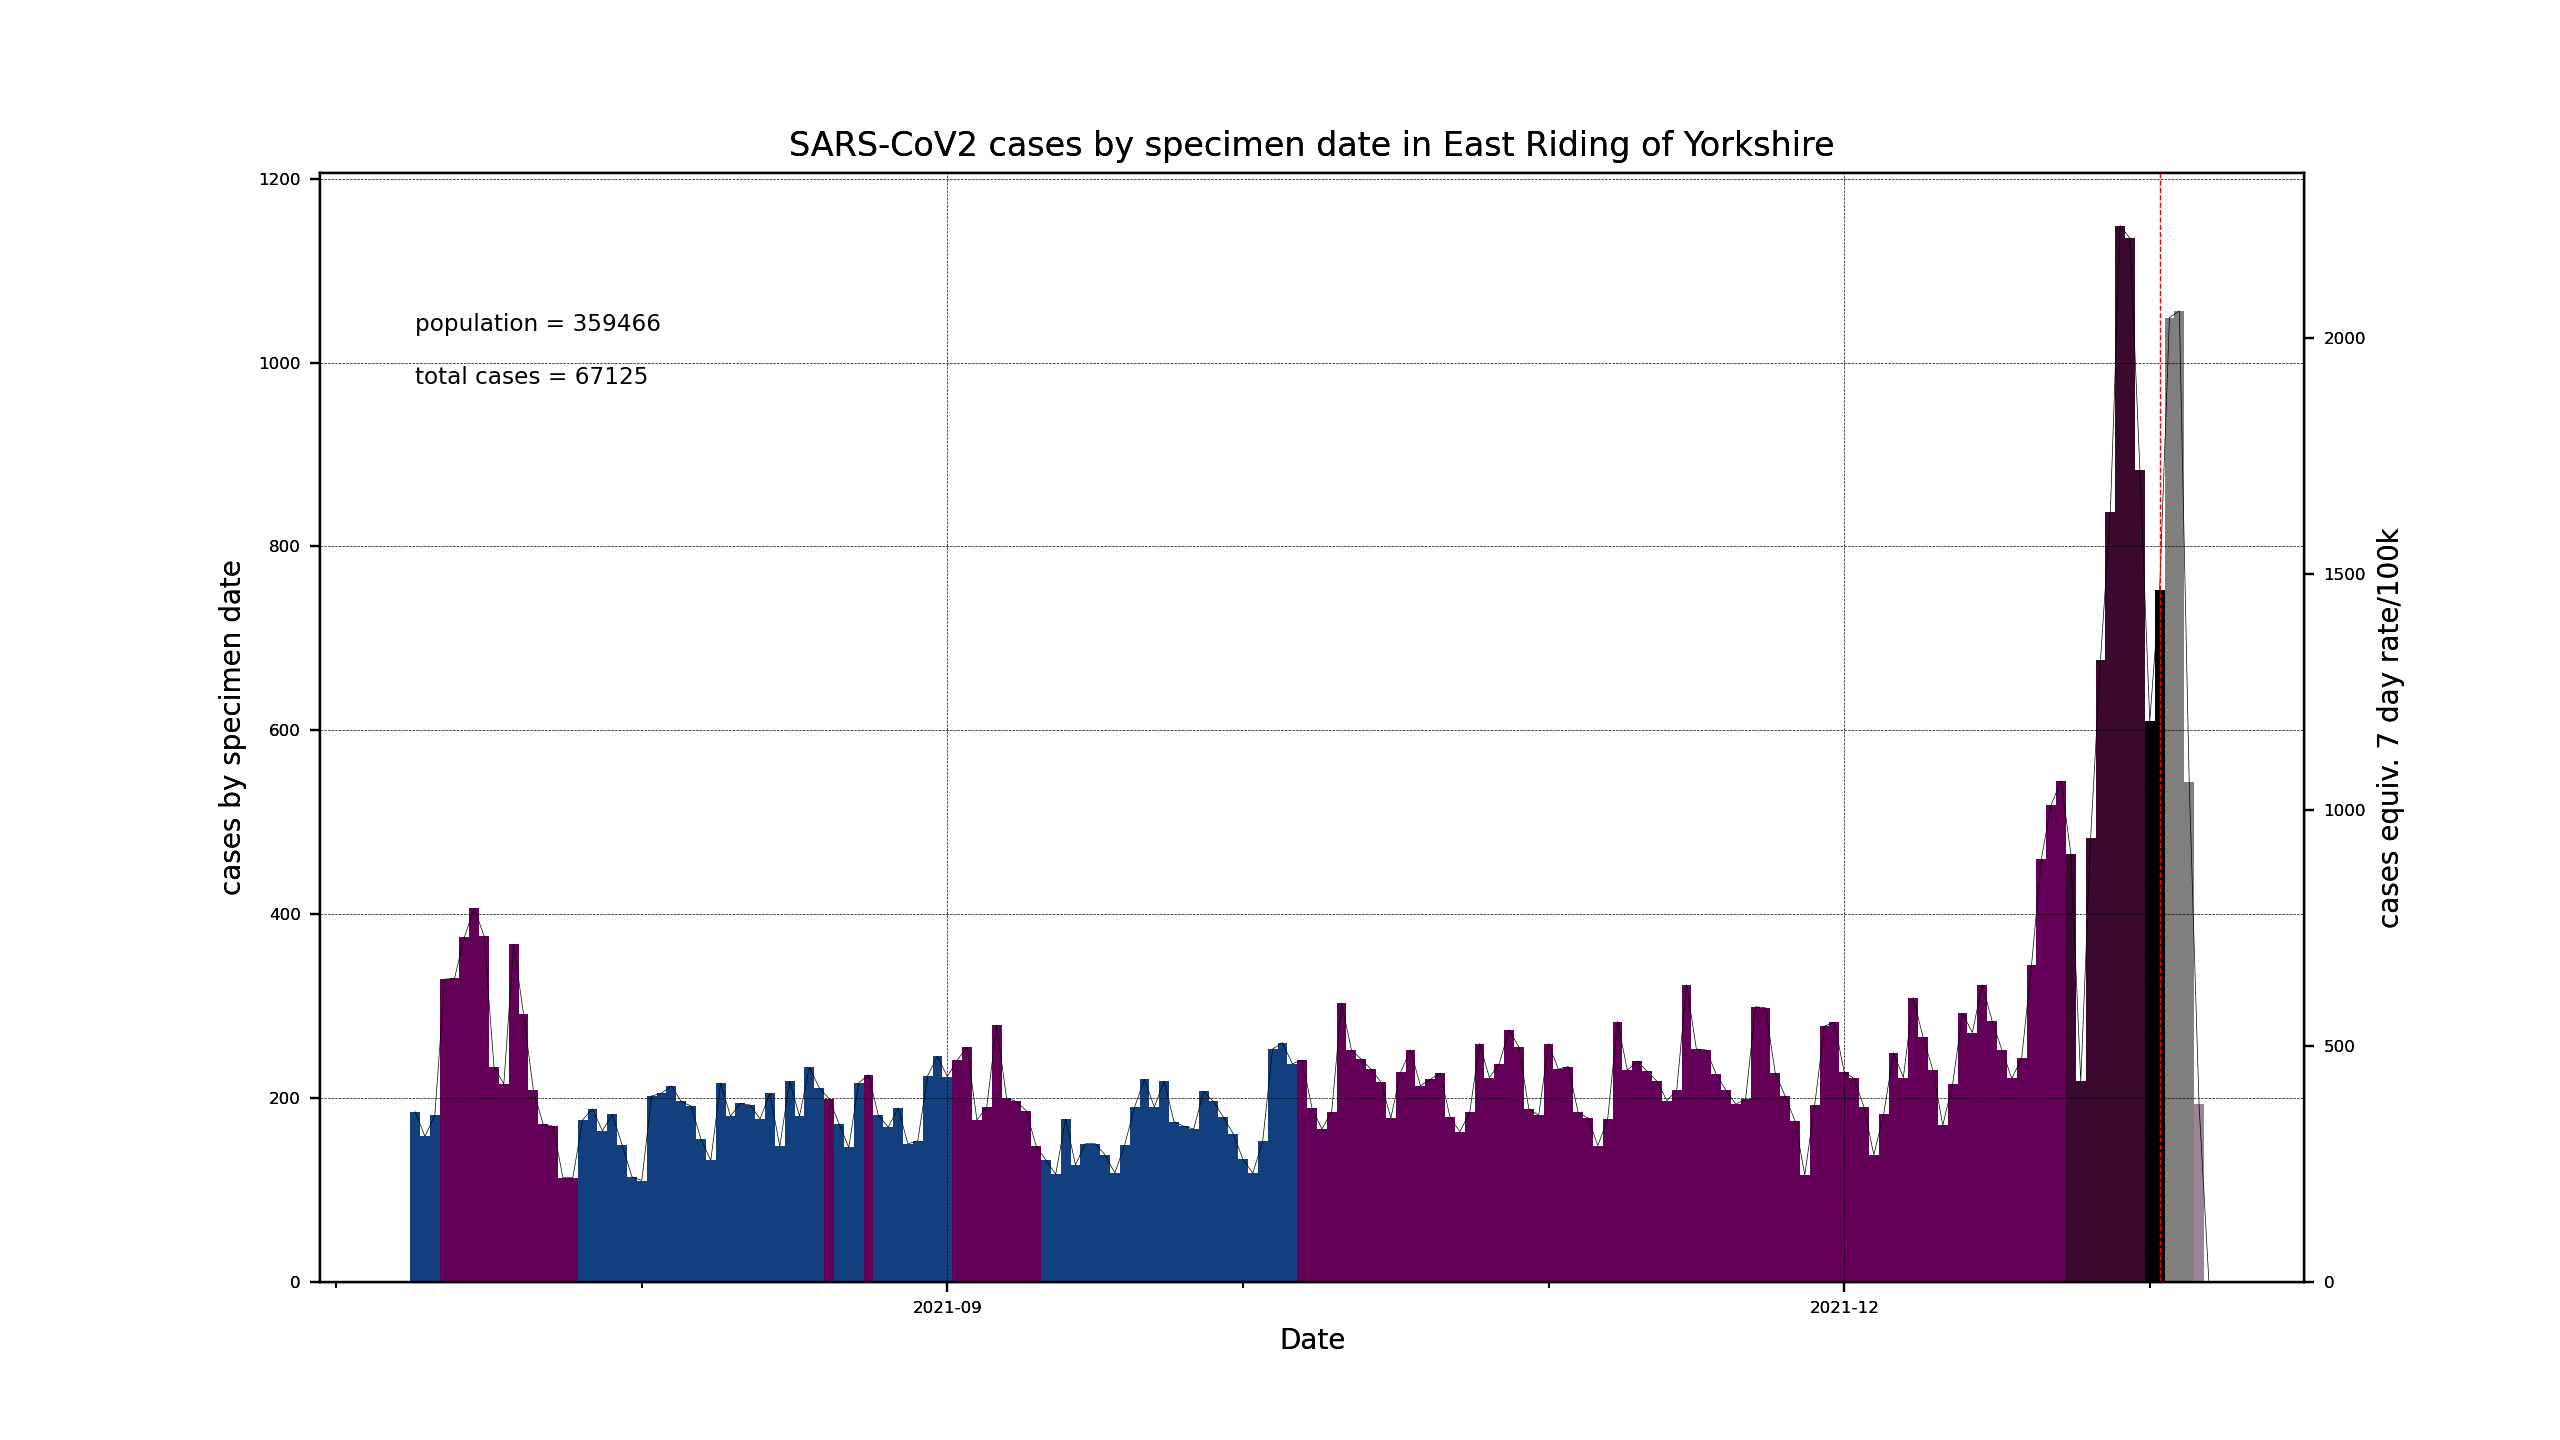 SARS-CoV2 cases by specimen date in East Riding of Yorkshire
1200
1000
800
600
400
200
0
cases by specimen date
population = 359466
total cases = 67125
2000
1500
1000
500
0
cases equiv. 7 day rate/100k
2021-09
2021-12
Date